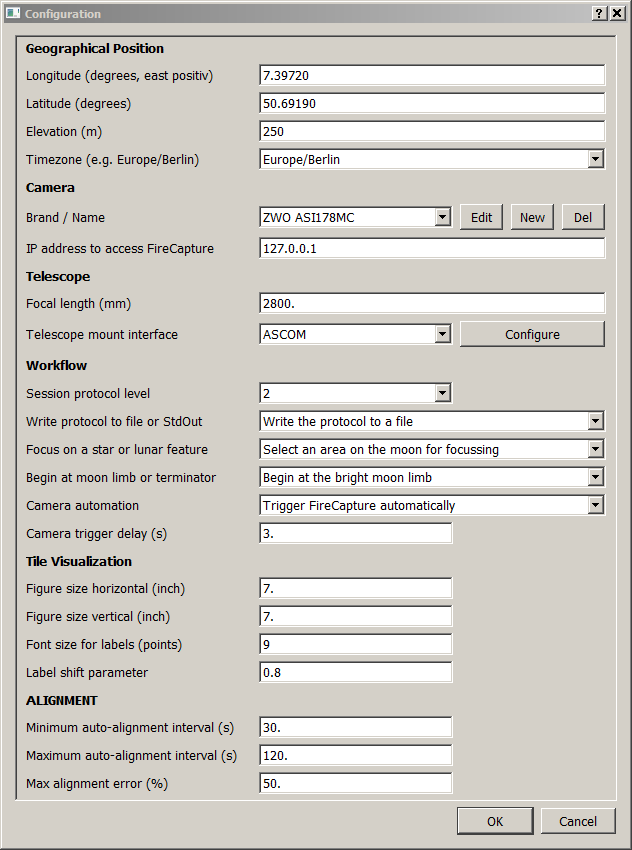 Configuration
Geographical Position
Longitude (degrees, east positiv) 7.39720
Latitude (degrees) 50.69190
Elevation (m) 250
Timezone (e.g. Europe/Berlin) Europe/Berlin
Camera
Brand / Name ZWO ASI178MC Edit New Del
IP address to access FireCapture 127.0.0.1
Telescope
Focal length (mm) 2800.
Telescope mount interface ASCOM Configure
Workflow
Session protocol level 2
Write protocol to file or StdOut Write the protocol to a file
Focus on a star or lunar feature Select an area on the moon for focussing
Begin at moon limb or terminator Begin at the bright moon limb
Camera automation Trigger FireCapture automatically
Camera trigger delay (s) 3.
Tile Visualization
Figure size horizontal (inch) 7.
Figure size vertical (inch) 7.
Font size for labels (points) 9
Label shift parameter 0.8
ALIGNMENT
Minimum auto-alignment interval (s) 30.
Maximum auto-alignment interval (s) 120.
Max alignment error (%) 50.
OK Cancel